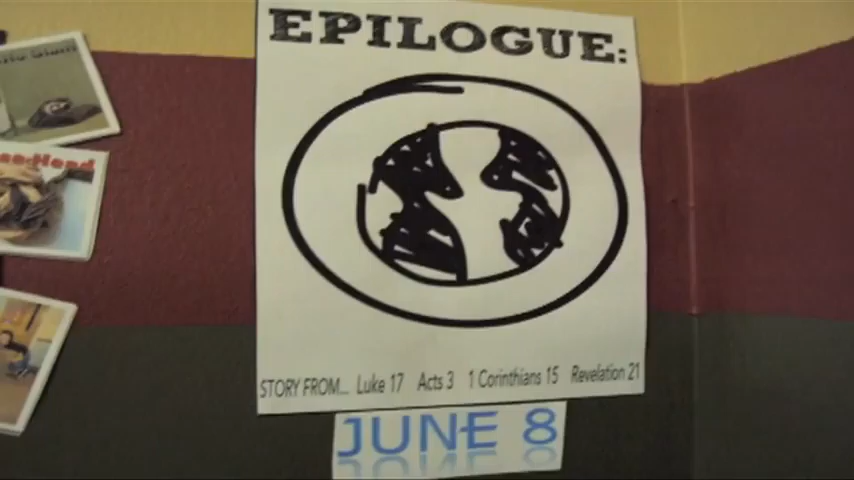 EPILOGUE:
STORY FROM... Luke 17 Acts 3 1 Corinthians 15 Revelation 21
JUNE 8